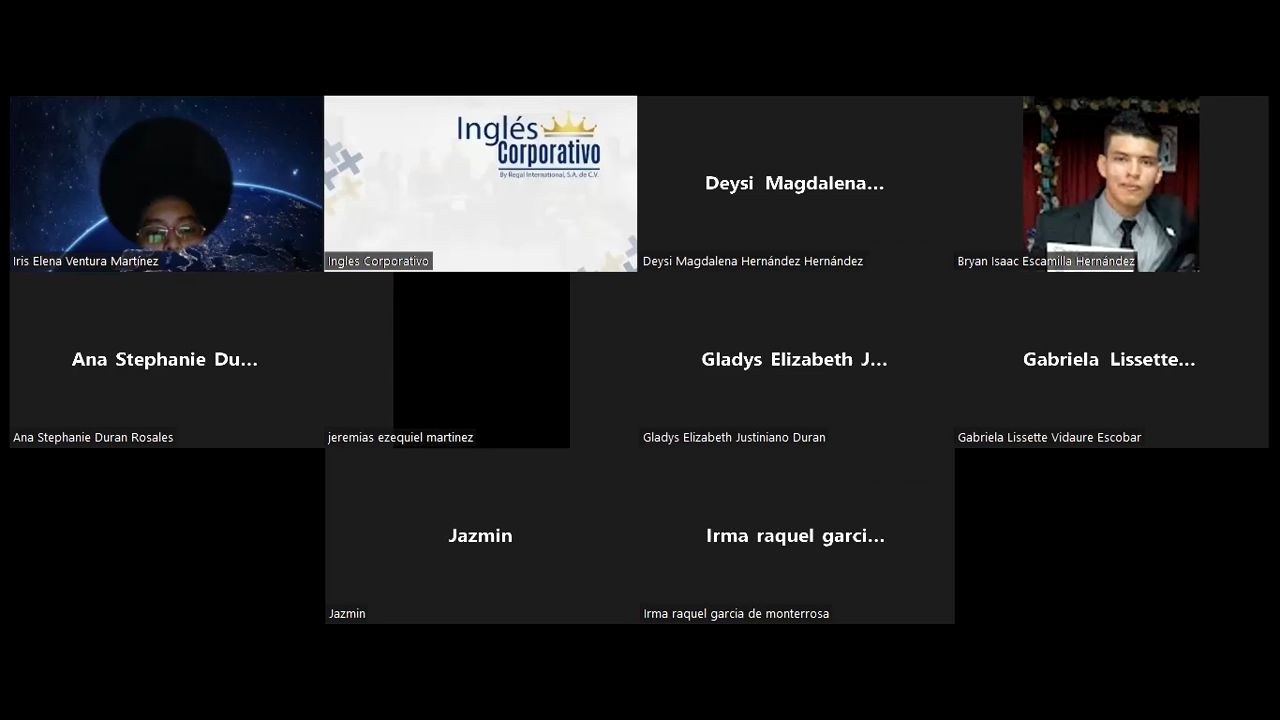 Iris Elena Ventura Martínez
Inglés
Corporativo
By Regal International, S.A. de C.V.
Ingles Corporativo
Deysi Magdalena...
Deysi Magdalena Hernández Hernández
Bryan Isaac Escamilla Hernández
Ana Stephanie Du...
Ana Stephanie Duran Rosales
jeremias ezequiel martinez
Gladys Elizabeth J...
Gladys Elizabeth Justiniano Duran
Gabriela Lissette...
Gabriela Lissette Vidaure Escobar
Jazmin
Jazmin
Irma raquel garci...
Irma raquel garcia de monterrosa